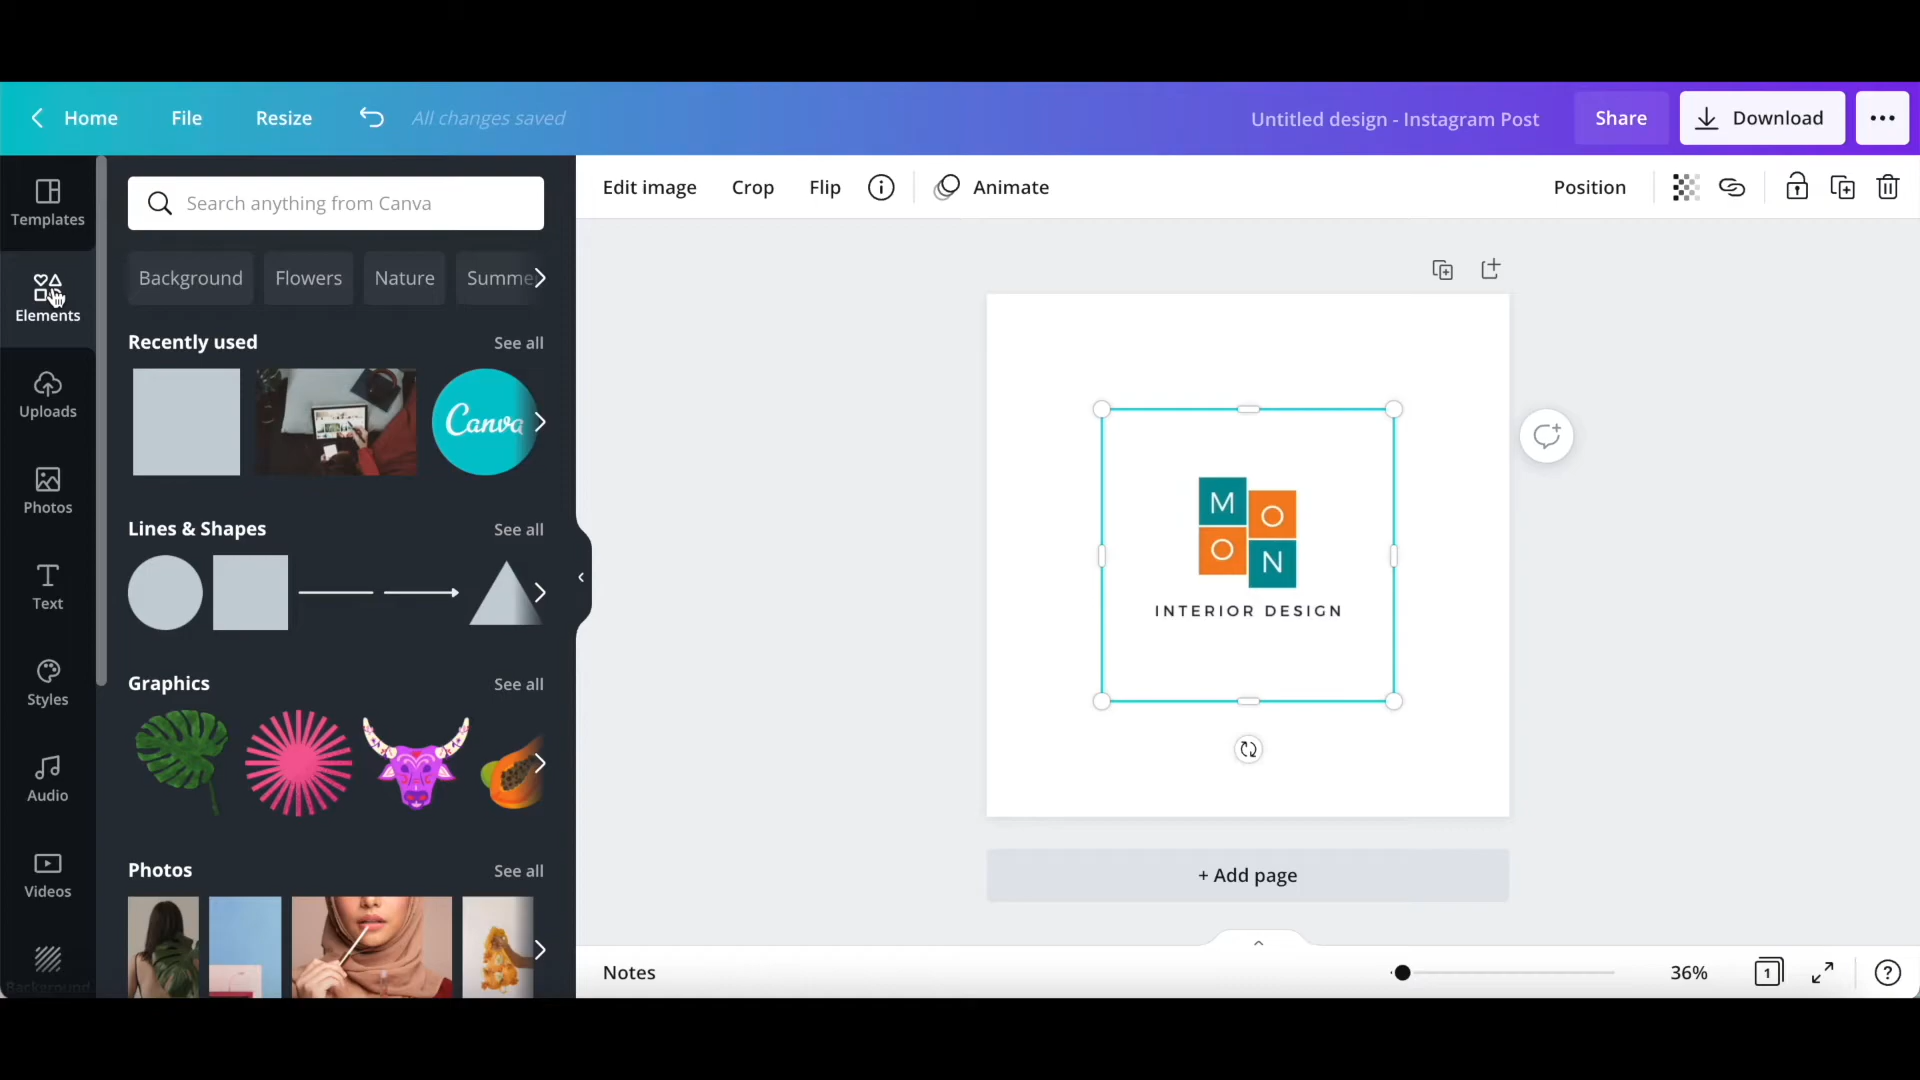 Home File Resize All changes saved Untitled design - Instagram Post Share Download
Templates
Elements
Uploads
Photos
Text
Styles
Audio
Videos
Background
Search anything from Canva
Background Flowers Nature Summe
Recently used See all
Canva
Lines & Shapes See all
Graphics See all
Photos See all
Edit image Crop Flip Animate Position
M
O
O
N
INTERIOR DESIGN
+ Add page
Notes 36% 1 ?